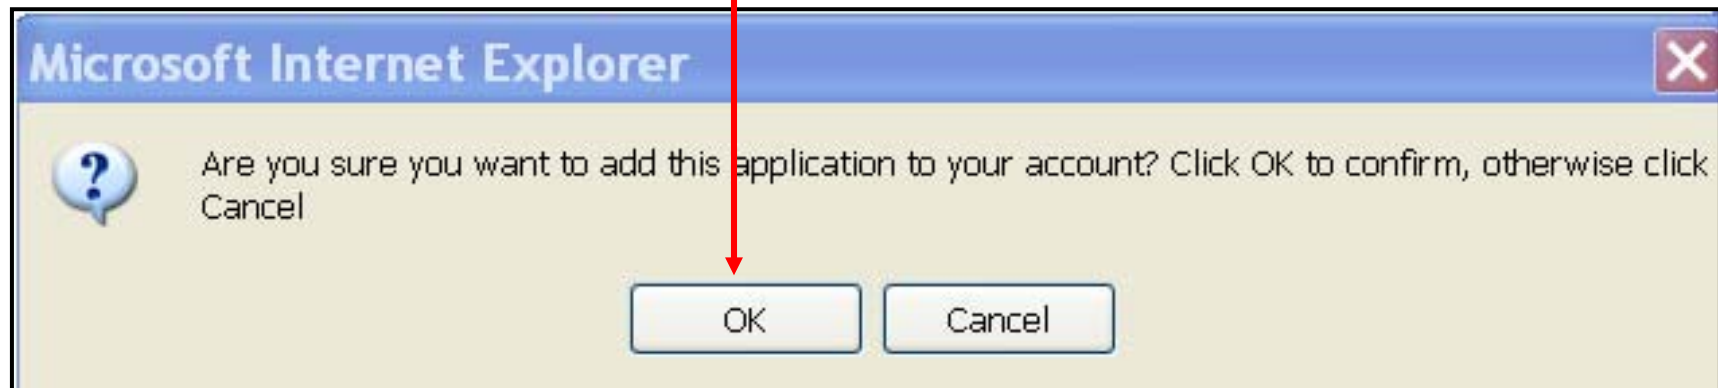 Microsoft Internet Explorer
Are you sure you want to add this application to your account? Click OK to confirm, otherwise click
Cancel
OK Cancel